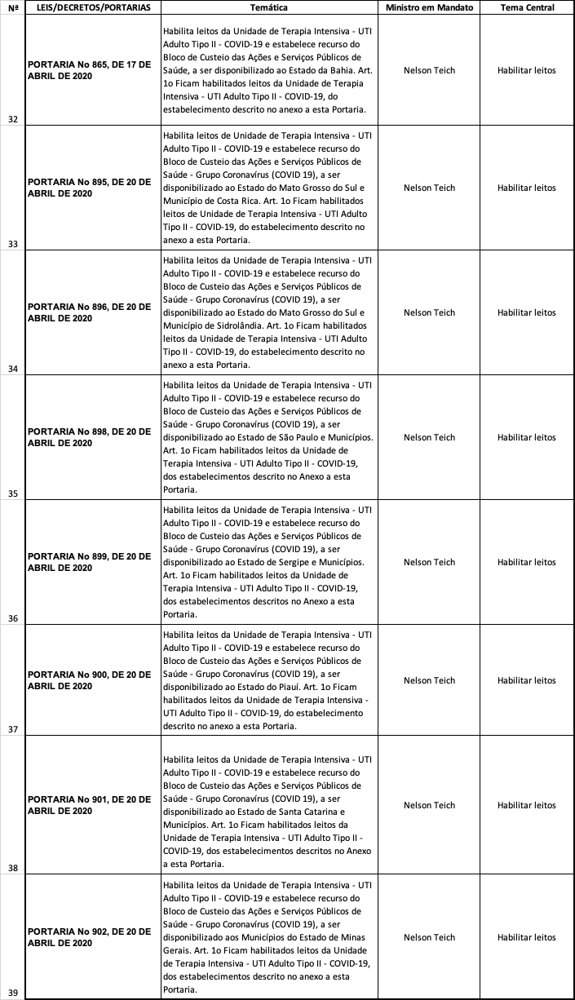 Nª LEIS/DECRETOS/PORTARIAS Temática Ministro em Mandato Tema Central
PORTARIA No 865, DE 17 DE
ABRIL DE 2020
Habilita leitos da Unidade de Terapia Intensiva - UTI
Adulto Tipo II - COVID-19 e estabelece recurso do
Bloco de Custeio das Ações e Serviços Públicos de
Saúde, a ser disponibilizado ao Estado da Bahia. Art.
1o Ficam habilitados leitos da Unidade de Terapia
Intensiva - UTI Adulto Tipo II - COVID-19, do
estabelecimento descrito no anexo a esta Portaria.
Nelson Teich
Habilitar leitos
32
PORTARIA No 895, DE 20 DE
ABRIL DE 2020
Habilita leitos de Unidade de Terapia Intensiva - UTI
Adulto Tipo II - COVID-19 e estabelece recurso do
Bloco de Custeio das Ações e Serviços Públicos de
Saúde - Grupo Coronavírus (COVID 19), a ser
disponibilizado ao Estado do Mato Grosso do Sul e
Município de Costa Rica. Art. 1o Ficam habilitados
leitos de Unidade de Terapia Intensiva - UTI Adulto
Tipo II - COVID-19, do estabelecimento descrito no
anexo a esta Portaria.
Nelson Teich
Habilitar leitos
33
PORTARIA No 896, DE 20 DE
ABRIL DE 2020
Habilita leitos da Unidade de Terapia Intensiva - UTI
Adulto Tipo II - COVID-19 e estabelece recurso do
Bloco de Custeio das Ações e Serviços Públicos de
Saúde - Grupo Coronavírus (COVID 19), a ser
disponibilizado ao Estado do Mato Grosso do Sul e
Município de Sidrolândia. Art. 1o Ficam habilitados
leitos da Unidade de Terapia Intensiva - UTI Adulto
Tipo II - COVID-19, do estabelecimento descrito no
anexo a esta Portaria.
Nelson Teich
Habilitar leitos
34
PORTARIA No 898, DE 20 DE
ABRIL DE 2020
Habilita leitos da Unidade de Terapia Intensiva - UTI
Adulto Tipo II - COVID-19 e estabelece recurso do
Bloco de Custeio das Ações e Serviços Públicos de
Saúde - Grupo Coronavírus (COVID 19), a ser
disponibilizado ao Estado de São Paulo e Municípios.
Art. 1o Ficam habilitados leitos da Unidade de
Terapia Intensiva - UTI Adulto Tipo II - COVID-19,
dos estabelecimentos descrito no Anexo a esta
Portaria.
Nelson Teich
Habilitar leitos
35
PORTARIA No 899, DE 20 DE
ABRIL DE 2020
Habilita leitos da Unidade de Terapia Intensiva - UTI
Adulto Tipo II - COVID-19 e estabelece recurso do
Bloco de Custeio das Ações e Serviços Públicos de
Saúde - Grupo Coronavírus (COVID 19), a ser
disponibilizado ao Estado de Sergipe e Municípios.
Art. 1o Ficam habilitados leitos da Unidade de
Terapia Intensiva - UTI Adulto Tipo II - COVID-19,
dos estabelecimentos descritos no Anexo a esta
Portaria.
Nelson Teich
Habilitar leitos
36
PORTARIA No 900, DE 20 DE
ABRIL DE 2020
Habilita leitos da Unidade de Terapia Intensiva - UTI
Adulto Tipo II - COVID-19 e estabelece recurso do
Bloco de Custeio das Ações e Serviços Públicos de
Saúde - Grupo Coronavírus (COVID 19), a ser
disponibilizado ao Estado do Piauí. Art. 1o Ficam
habilitados leitos da Unidade de Terapia Intensiva -
UTI Adulto Tipo II - COVID-19, do estabelecimento
descrito no anexo a esta Portaria.
Nelson Teich
Habilitar leitos
37
PORTARIA No 901, DE 20 DE
ABRIL DE 2020
Habilita leitos da Unidade de Terapia Intensiva - UTI
Adulto Tipo II - COVID-19 e estabelece recurso do
Bloco de Custeio das Ações e Serviços Públicos de
Saúde - Grupo Coronavírus (COVID 19), a ser
disponibilizado ao Estado de Santa Catarina e
Municípios. Art. 1o Ficam habilitados leitos da
Unidade de Terapia Intensiva - UTI Adulto Tipo II -
COVID-19, dos estabelecimentos descritos no Anexo
a esta Portaria.
Nelson Teich
Habilitar leitos
38
PORTARIA No 902, DE 20 DE
ABRIL DE 2020
Habilita leitos da Unidade de Terapia Intensiva - UTI
Adulto Tipo II - COVID-19 e estabelece recurso do
Bloco de Custeio das Ações e Serviços Públicos de
Saúde - Grupo Coronavírus (COVID 19), a ser
disponibilizado aos Municípios do Estado de Minas
Gerais. Art. 1o Ficam habilitados leitos da Unidade
de Terapia Intensiva - UTI Adulto Tipo II - COVID-19,
dos estabelecimentos descrito no anexo a esta
Portaria.
Nelson Teich
Habilitar leitos
39